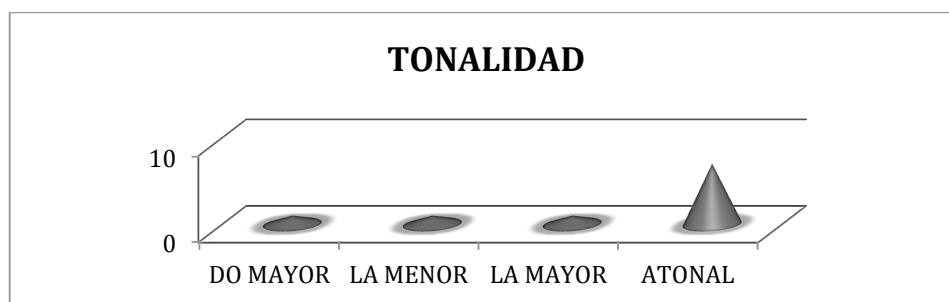 TONALIDAD
10
0
DO MAYOR LA MENOR LA MAYOR ATONAL